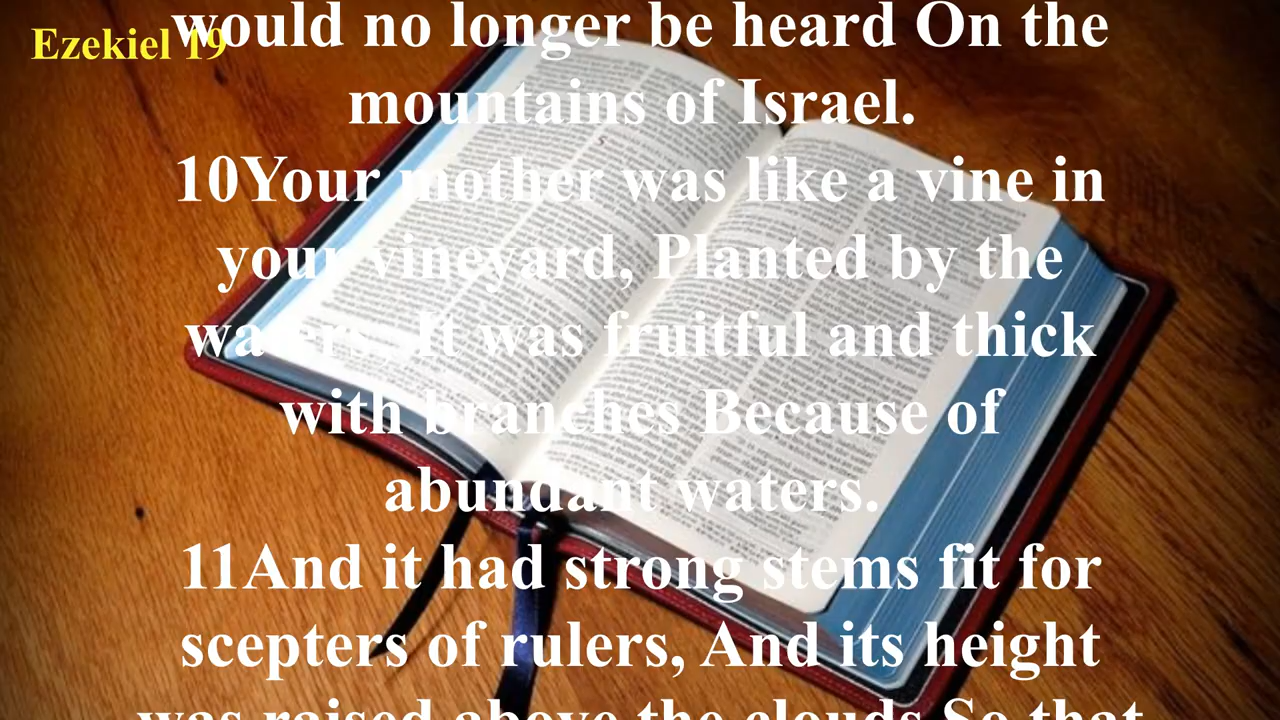 Ezekiel 19
would no longer be heard On the
mountains of Israel.
10Your mother was like a vine in
your vineyard, Planted by the
waters; It was fruitful and thick
with branches Because of
abundant waters.
11And it had strong stems fit for
scepters of rulers, And its height
was raised above the clouds So that